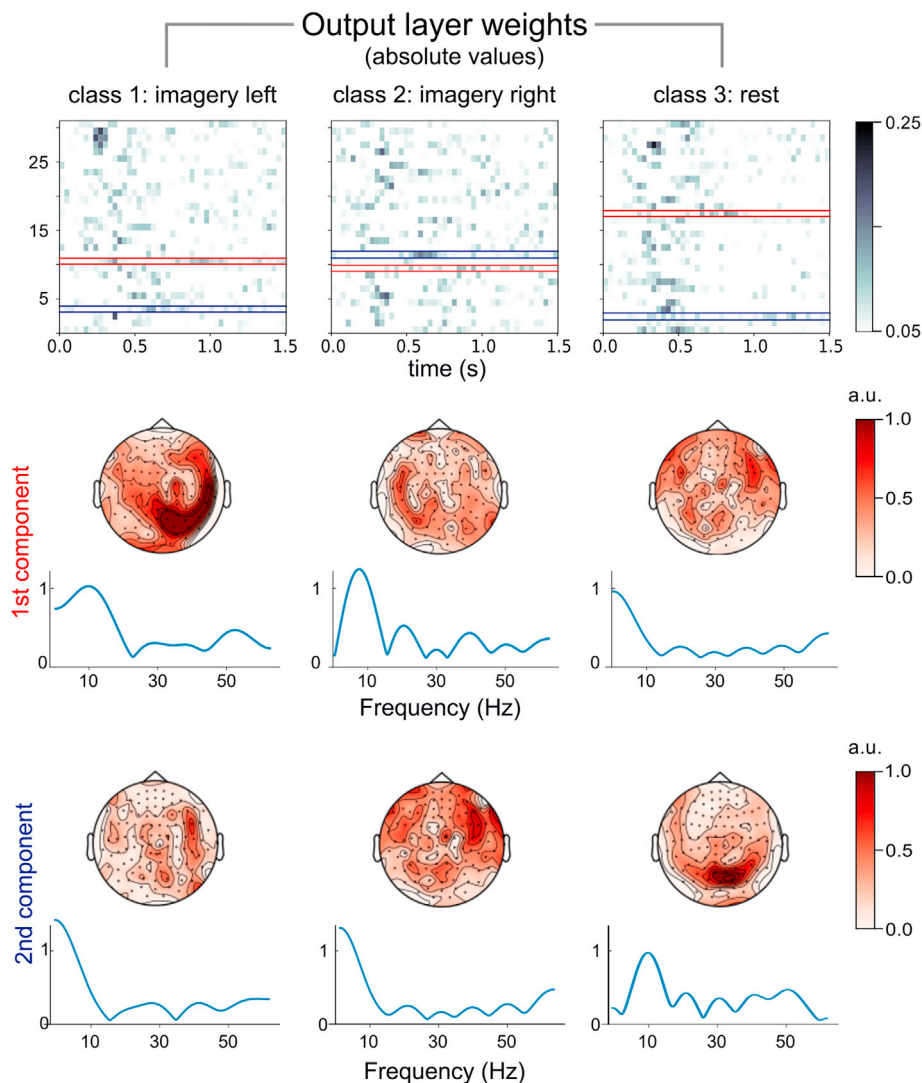 Output layer weights
(absolute values)
class 1: imagery left
class 2: imagery right
class 3: rest
25
15
5
0.0 0.5 1.0 1.5
0.0 0.5 1.0 1.5
0.0 0.5 1.0 1.5
time (s)
0.25
0.05
1st component
a.u.
1.0
0.5
0.0
1
0
10 30 50
1
0
10 30 50
1
0
10 30 50
Frequency (Hz)
2nd component
a.u.
1.0
0.5
0.0
1
0
10 30 50
1
0
10 30 50
1
0
10 30 50
Frequency (Hz)